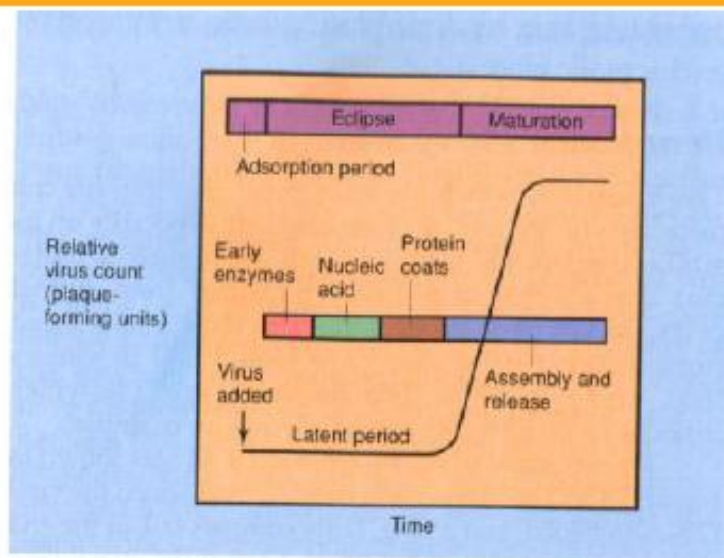 Eclipse
Maturation
Adsorption period
Relative
virus count
(plaque-
forming units)
Early
enzymes
Nucleic
acid
Protein
coats
Virus
added
Assembly and
release
Latent period
Time